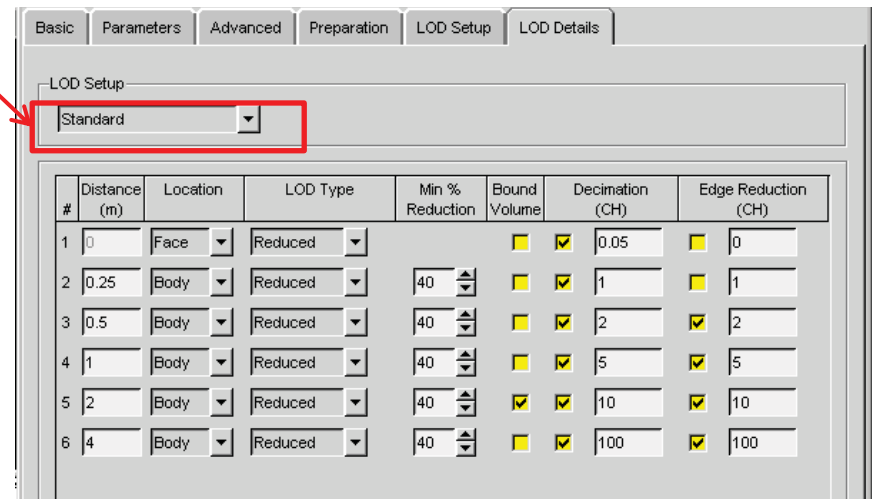 Basic Parameters Advanced Preparation LOD Setup LOD Details
LOD Setup
Standard
# Distance (m) Location LOD Type Min % Reduction Bound Volume Decimation (CH) Edge Reduction (CH)
1 0 Face Reduced 0.05 0
2 0.25 Body Reduced 40 1 1
3 0.5 Body Reduced 40 2 2
4 1 Body Reduced 40 5 5
5 2 Body Reduced 40 10 10
6 4 Body Reduced 40 100 100